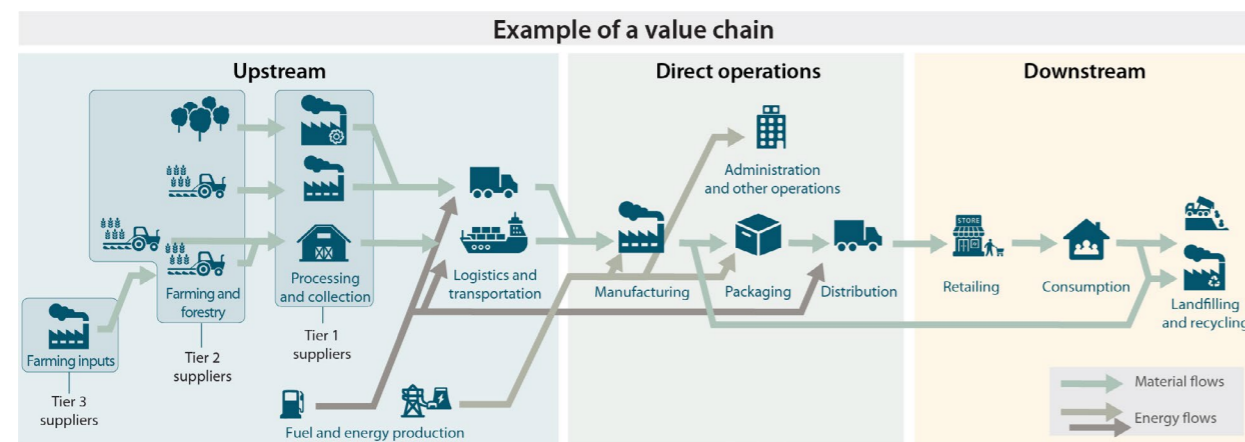 Example of a value chain
Upstream
Direct operations
Downstream
Administration
and other operations
STORE
Processing
and collection
Logistics and
transportation
Manufacturing
Packaging
Distribution
Retailing
Consumption
Landfilling
and recycling
Farming and
forestry
Farming inputs
Tier 1
suppliers
Tier 2
suppliers
Tier 3
suppliers
Fuel and energy production
Material flows
Energy flows